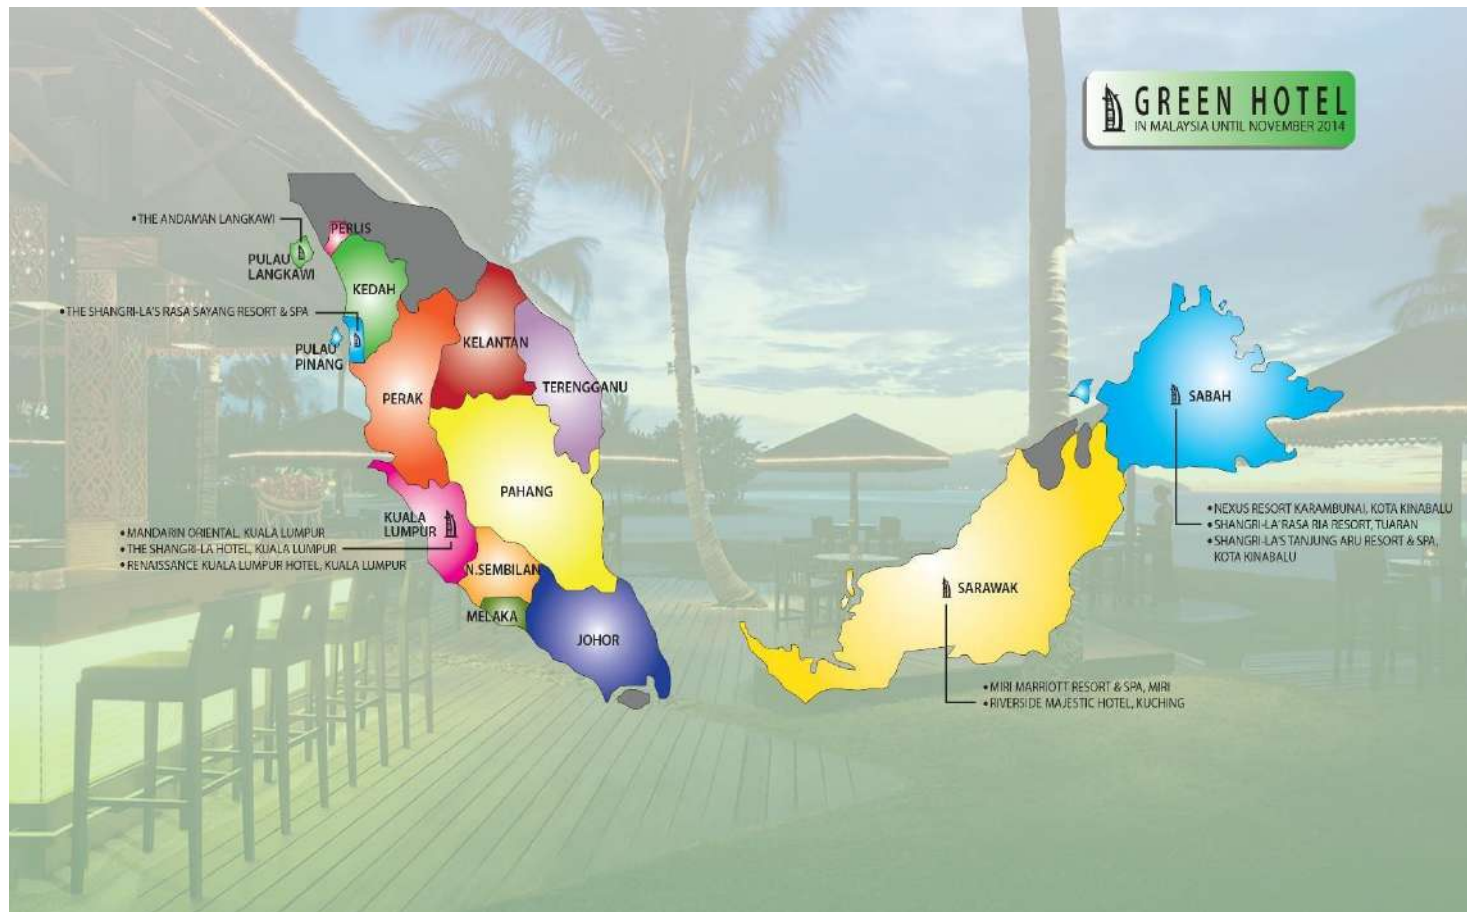 GREEN HOTEL
IN MALAYSIA UNTIL NOVEMBER 2014
• THE ANDAMAN LANGKAWI
PERLIS
PULAU
LANGKAWI
KEDAH
• THE SHANGRI-LA'S RASA SAYANG RESORT & SPA
PULAU
PINANG
KELANTAN
TERENGGANU
PERAK
SABAH
PAHANG
KUALA
LUMPUR
• MANDARIN ORIENTAL, KUALA LUMPUR
• THE SHANGRI-LA HOTEL, KUALA LUMPUR
• RENAISSANCE KUALA LUMPUR HOTEL, KUALA LUMPUR
• NEXUS RESORT KARAMBUNAI, KOTA KINABALU
• SHANGRI-LA' RASA RIA RESORT, TUARAN
• SHANGRI-LA'S TANJUNG ARU RESORT & SPA,
KOTA KINABALU
N.SEMBILAN
SARAWAK
MELAKA
JOHOR
• MIRI MARRIOTT RESORT & SPA, MIRI
• RIVERSIDE MAJESTIC HOTEL, KUCHING